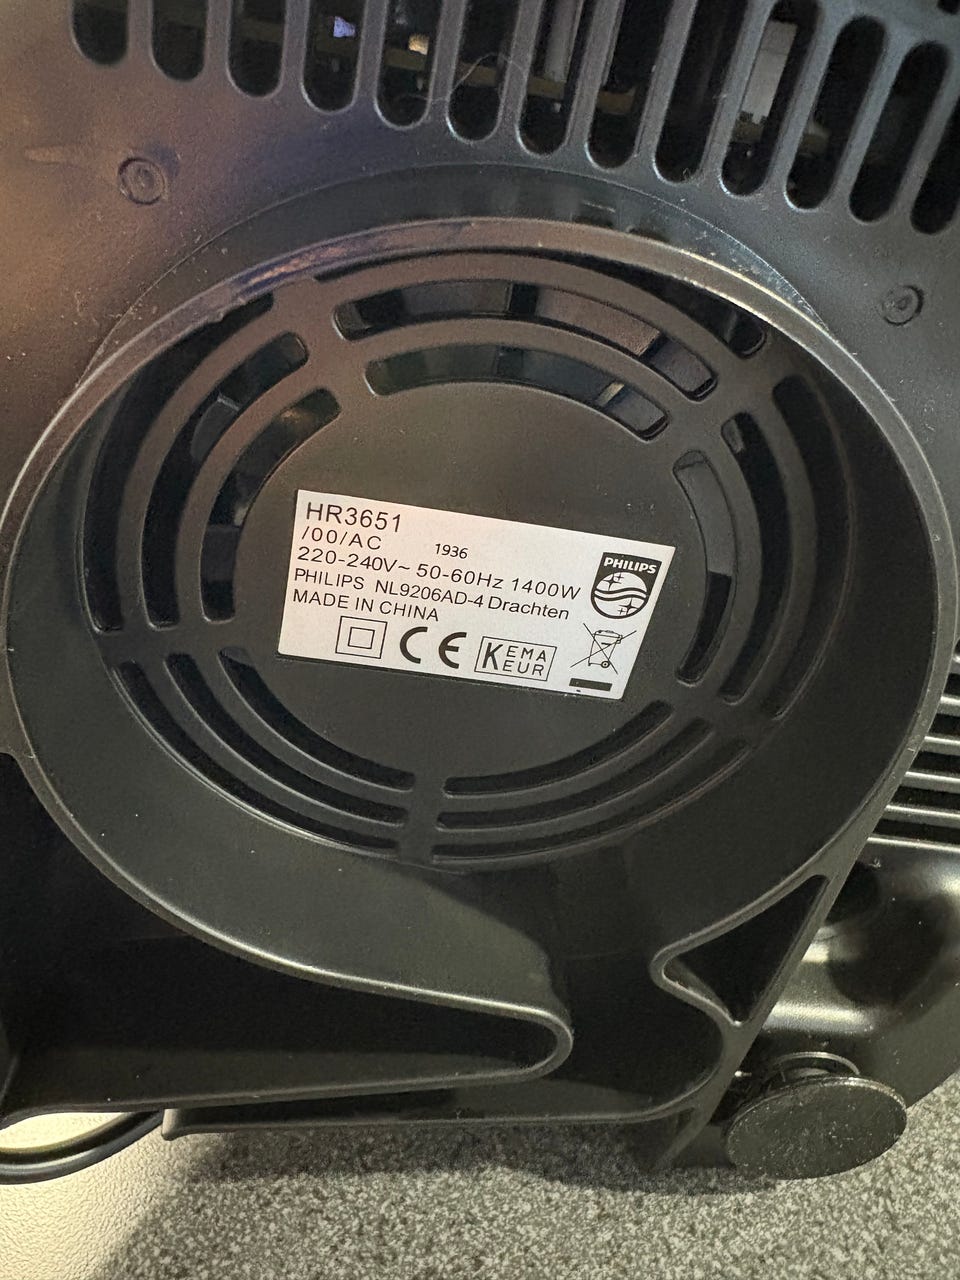 HR3651
/00/AC 1936
220-240V~ 50-60Hz 1400W
PHILIPS NL9206AD-4 Drachten
MADE IN CHINA
PHILIPS
CE
KEMA
KEUR